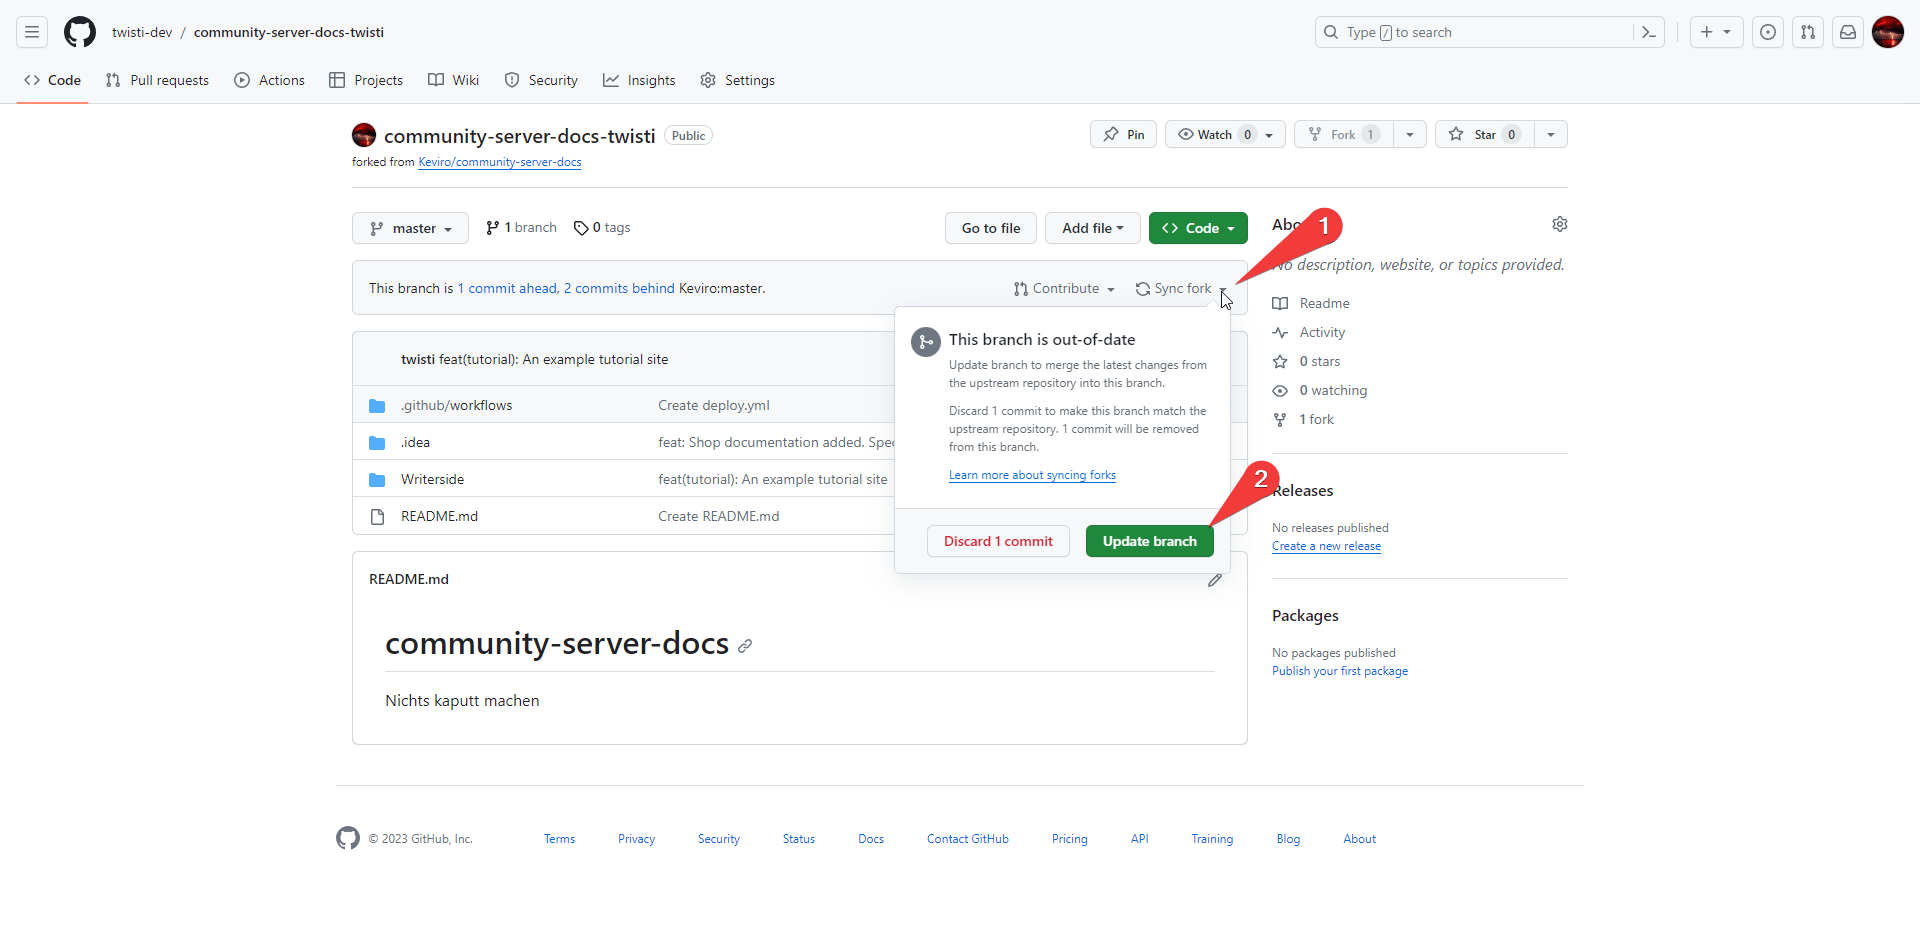 twisti-dev / community-server-docs-twisti
Type / to search
Code Pull requests Actions Projects Wiki Security Insights Settings
community-server-docs-twisti Public
Pin Watch 0 Fork 1 Star 0
forked from Keviro/community-server-docs
master 1 branch 0 tags
Go to file Add file Code
This branch is 1 commit ahead, 2 commits behind Keviro:master.
Contribute Sync fork
1
twisti feat(tutorial): An example tutorial site
.github/workflows Create deploy.yml
.idea feat: Shop documentation added. Spec
Writerside feat(tutorial): An example tutorial site
README.md Create README.md
This branch is out-of-date
Update branch to merge the latest changes from
the upstream repository into this branch.
Discard 1 commit to make this branch match the
upstream repository. 1 commit will be removed
from this branch.
Learn more about syncing forks
2
Discard 1 commit Update branch
README.md
community-server-docs
Nichts kaputt machen
Abo
No description, website, or topics provided.
Readme
Activity
0 stars
0 watching
1 fork
Releases
No releases published
Create a new release
Packages
No packages published
Publish your first package
© 2023 GitHub, Inc. Terms Privacy Security Status Docs Contact GitHub Pricing API Training Blog About